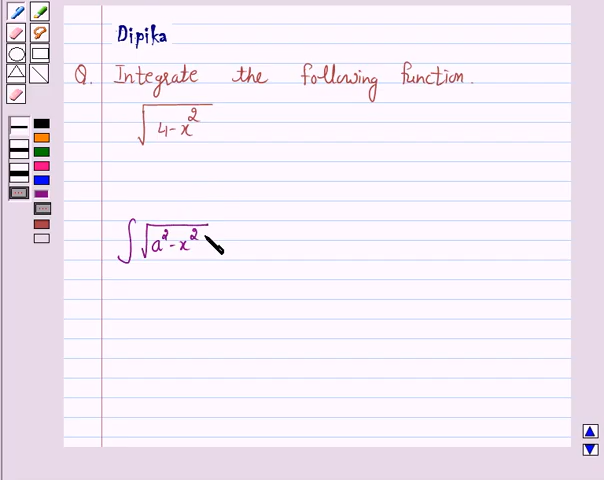 Dipika
Q. Integrate the following function.
√(4-x²)
∫√(a²-x²)